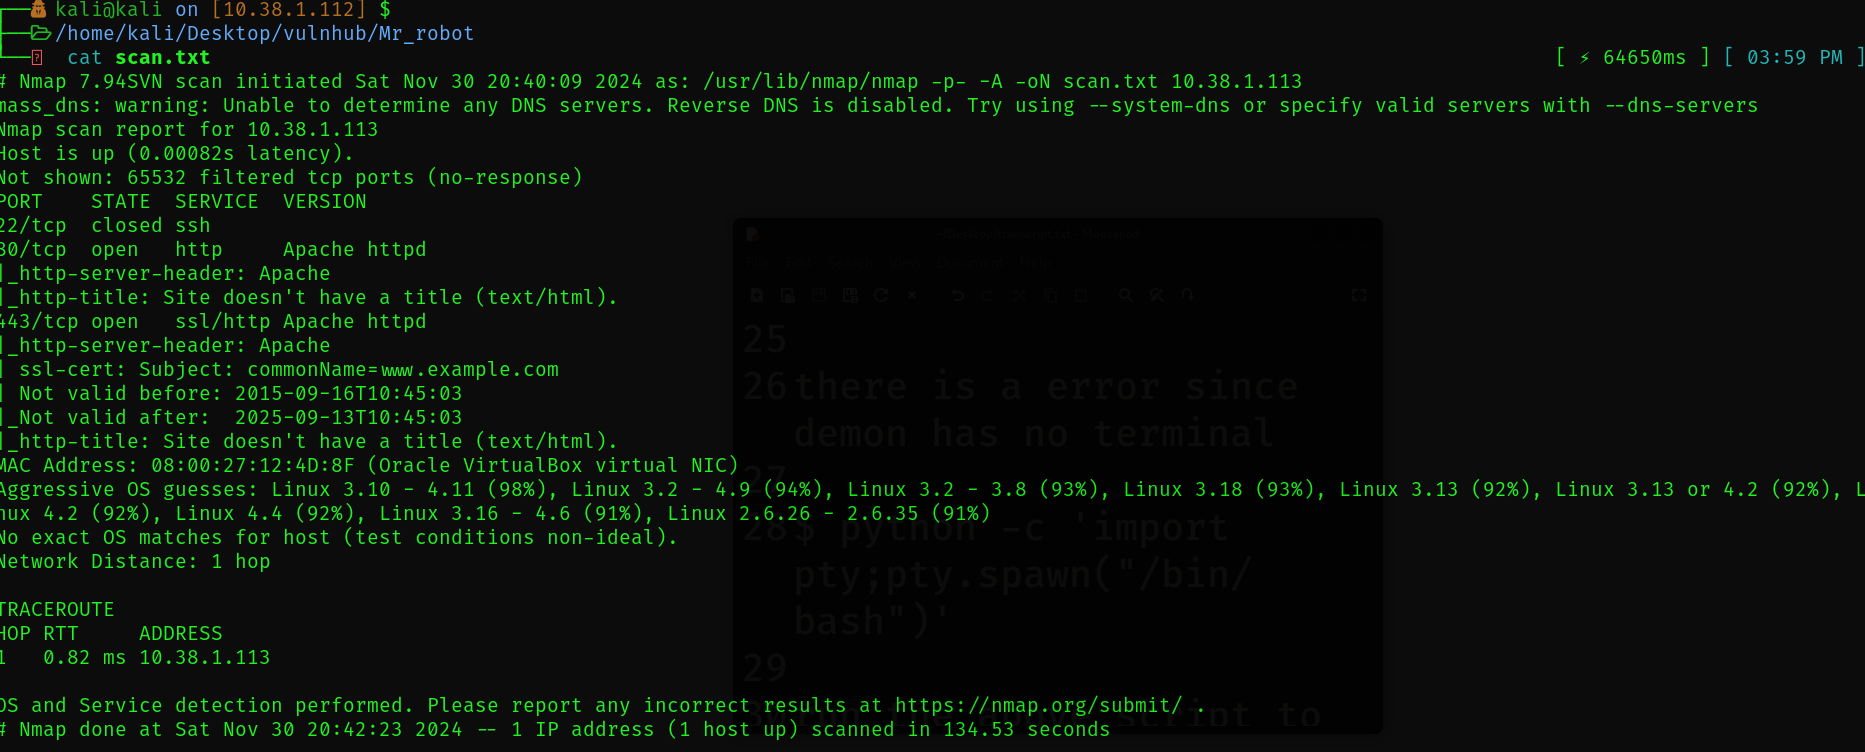 kali@kali on [10.38.1.112] $
/home/kali/Desktop/vulnhub/Mr_robot
cat scan.txt [ ⚡ 64650ms ] [ 03:59 PM ]
# Nmap 7.94SVN scan initiated Sat Nov 30 20:40:09 2024 as: /usr/lib/nmap/nmap -p- -A -oN scan.txt 10.38.1.113
mass_dns: warning: Unable to determine any DNS servers. Reverse DNS is disabled. Try using --system-dns or specify valid servers with --dns-servers
Nmap scan report for 10.38.1.113
Host is up (0.00082s latency).
Not shown: 65532 filtered tcp ports (no-response)
PORT    STATE  SERVICE  VERSION
22/tcp  closed ssh
80/tcp  open   http     Apache httpd
|_http-server-header: Apache
|_http-title: Site doesn't have a title (text/html).
443/tcp open   ssl/http Apache httpd
|_http-server-header: Apache
| ssl-cert: Subject: commonName=www.example.com
| Not valid before: 2015-09-16T10:45:03
|_Not valid after:  2025-09-13T10:45:03
|_http-title: Site doesn't have a title (text/html).
MAC Address: 08:00:27:12:4D:8F (Oracle VirtualBox virtual NIC)
Aggressive OS guesses: Linux 3.10 - 4.11 (98%), Linux 3.2 - 4.9 (94%), Linux 3.2 - 3.8 (93%), Linux 3.18 (93%), Linux 3.13 (92%), Linux 3.13 or 4.2 (92%), L
nux 4.2 (92%), Linux 4.4 (92%), Linux 3.16 - 4.6 (91%), Linux 2.6.26 - 2.6.35 (91%)
No exact OS matches for host (test conditions non-ideal).
Network Distance: 1 hop
TRACEROUTE
HOP RTT     ADDRESS
1   0.82 ms 10.38.1.113
OS and Service detection performed. Please report any incorrect results at https://nmap.org/submit/ .
# Nmap done at Sat Nov 30 20:42:23 2024 -- 1 IP address (1 host up) scanned in 134.53 seconds
File Edit Search View Document Help
25
26 there is a error since
demon has no terminal
27
28 $ python -c 'import
pty;pty.spawn("/bin/
bash")'
29
script to